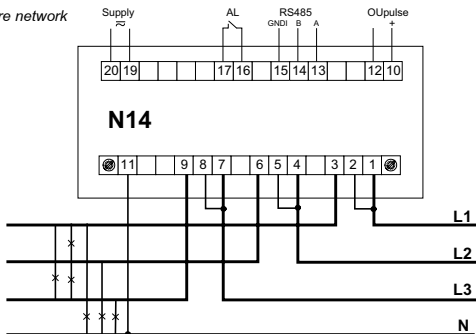 re network
Supply AL RS485 OUpulse
GNDI B A +
20 19 17 16 15 14 13 12 10
N14
11 9 8 7 6 5 4 3 2 1
L1
L2
L3
N